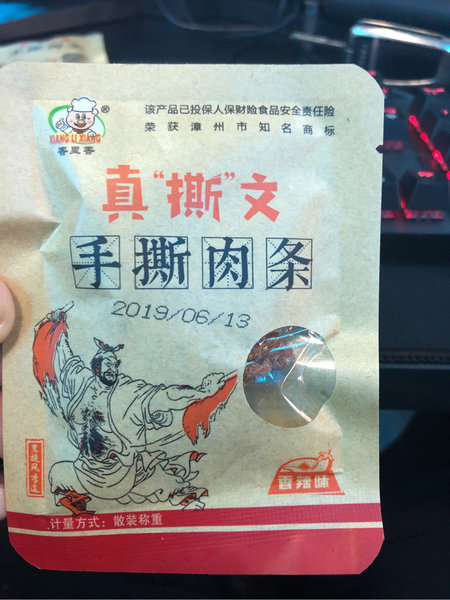 该产品已投保人保财险食品安全责任险
荣获漳州市知名商标
XIANG LI XIANG
香里香
®
真“撕”文
手撕肉条
2019/06/13
香辣味
计量方式：散装称重